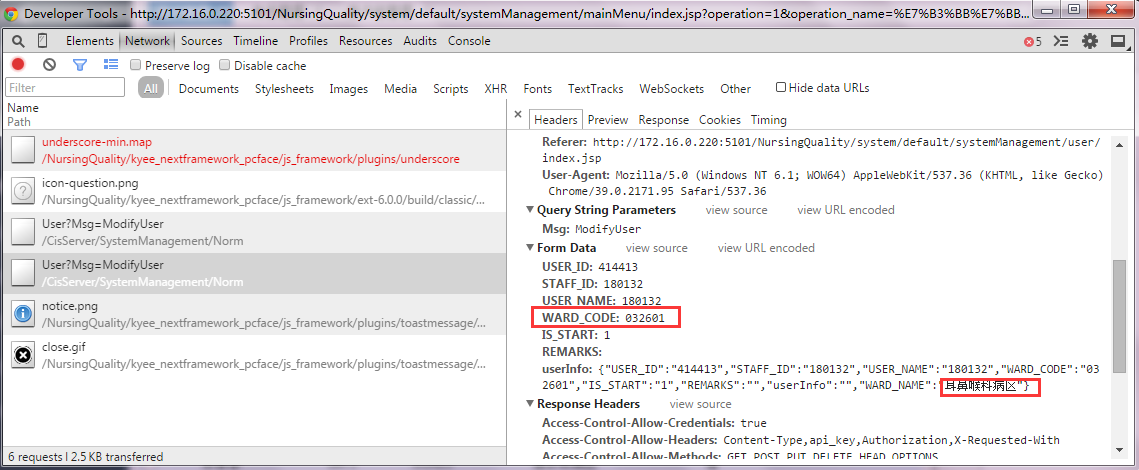 Developer Tools - http://172.16.0.220:5101/NursingQuality/system/default/systemManagement/mainMenu/index.jsp?operation=1&operation_name=%E7%B3%BB%E7%BB...
Elements Network Sources Timeline Profiles Resources Audits Console 5
Preserve log Disable cache
Filter All Documents Stylesheets Images Media Scripts XHR Fonts TextTracks WebSockets Other Hide data URLs
Name
Path
underscore-min.map
/NursingQuality/kyee_nextframework_pcface/js_framework/plugins/underscore
icon-question.png
/NursingQuality/kyee_nextframework_pcface/js_framework/ext-6.0.0/build/classic/...
User?Msg=ModifyUser
/CisServer/SystemManagement/Norm
User?Msg=ModifyUser
/CisServer/SystemManagement/Norm
notice.png
/NursingQuality/kyee_nextframework_pcface/js_framework/plugins/toastmessage/...
close.gif
/NursingQuality/kyee_nextframework_pcface/js_framework/plugins/toastmessage/...
6 requests | 2.5 KB transferred
× Headers Preview Response Cookies Timing
Referer: http://172.16.0.220:5101/NursingQuality/system/default/systemManagement/user/
index.jsp
User-Agent: Mozilla/5.0 (Windows NT 6.1; WOW64) AppleWebKit/537.36 (KHTML, like Gecko)
Chrome/39.0.2171.95 Safari/537.36
Query String Parameters view source view URL encoded
Msg: ModifyUser
Form Data view source view URL encoded
USER_ID: 414413
STAFF_ID: 180132
USER_NAME: 180132
WARD_CODE: 032601
IS_START: 1
REMARKS:
userInfo: {"USER_ID":"414413","STAFF_ID":"180132","USER_NAME":"180132","WARD_CODE":"03
2601","IS_START":"1","REMARKS":"","userInfo":"","WARD_NAME":"耳鼻喉科病区"}
Response Headers view source
Access-Control-Allow-Credentials: true
Access-Control-Allow-Headers: Content-Type,api_key,Authorization,X-Requested-With
Access-Control-Allow-Methods: GET,POST,PUT,DELETE,HEAD,OPTIONS